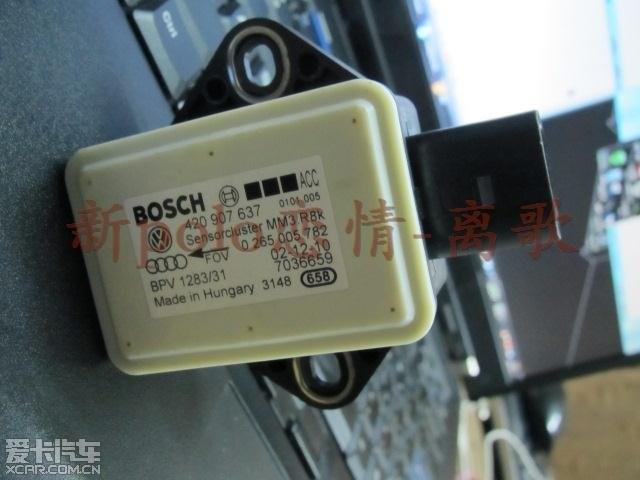 BOSCH ACC
420 907 637 0101.005
Sensorcluster MM3 R8K
0 265 005 782
FOV 02.12.10
BPV 1283/31 7036659
Made in Hungary 3148 658
新polo恋情-离歌
爱卡汽车
XCAR.COM.CN
Ctrl